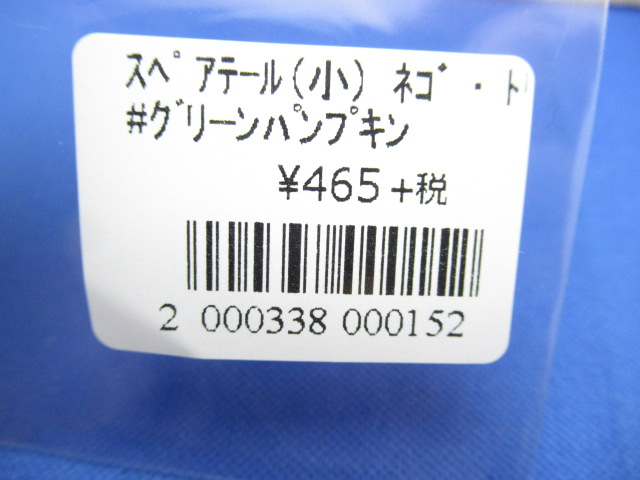 ｽﾍﾟｱﾃｰﾙ(小) ﾈｺﾞ・ﾄ
#ｸﾞﾘｰﾝﾊﾟﾝﾌﾟｷﾝ
¥465+税
2 000338 000152